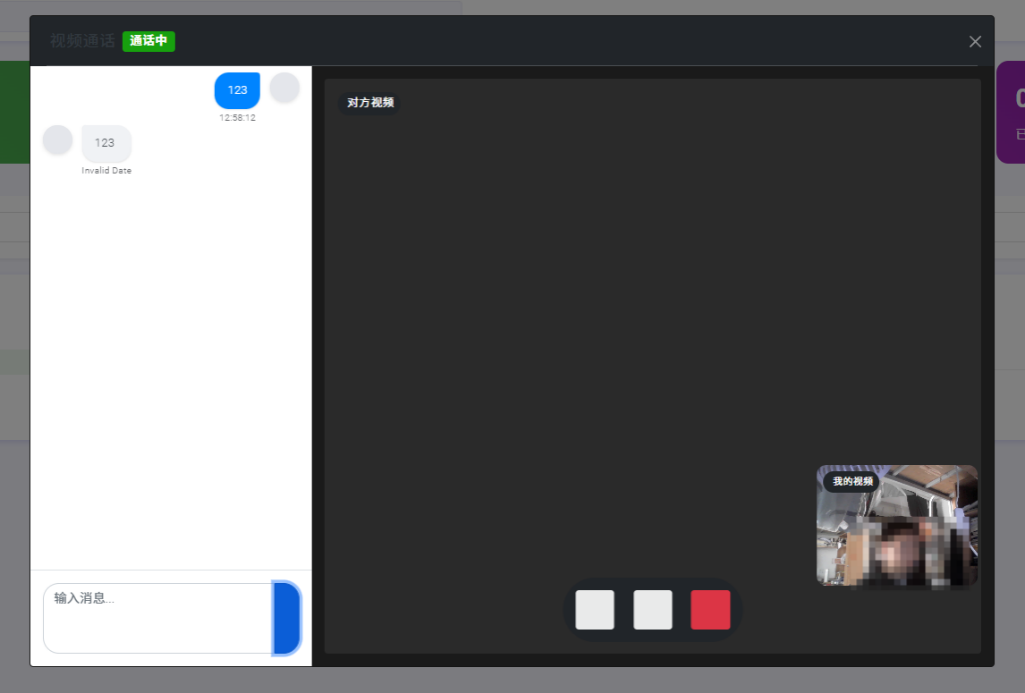 视频通话 通话中
123
12:58:12
123
Invalid Date
对方视频
我的视频
输入消息...